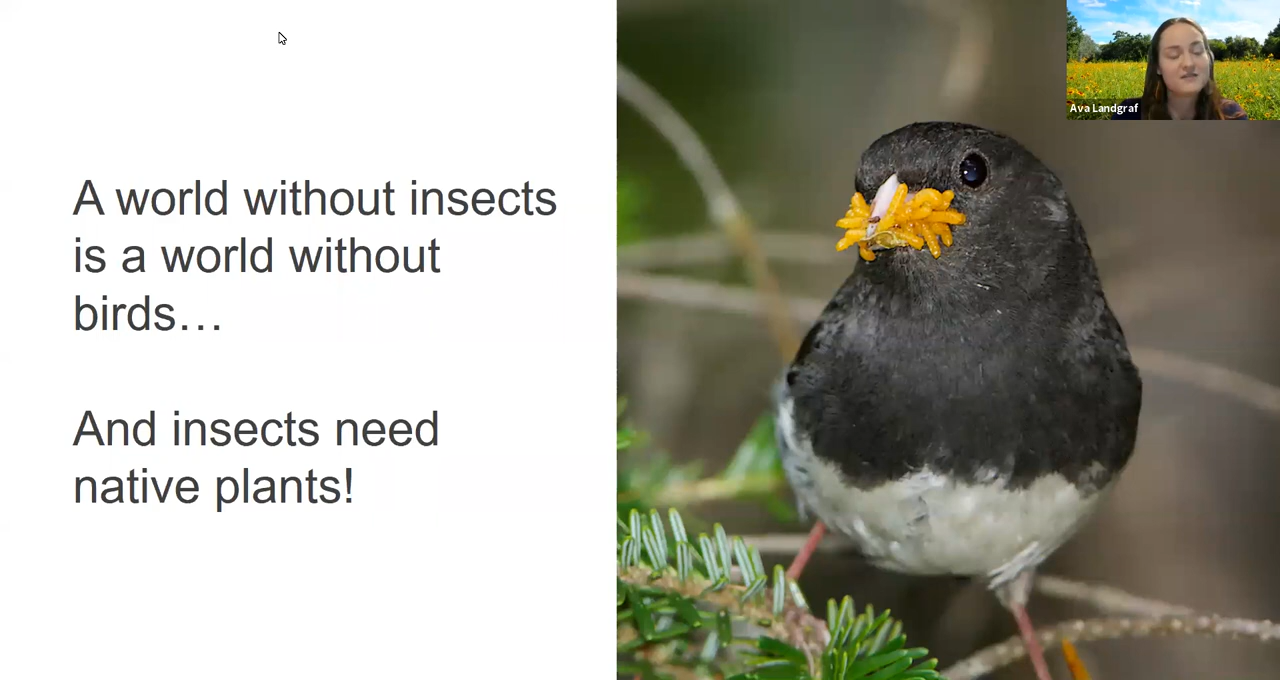 A world without insects
is a world without
birds…
And insects need
native plants!
Ava Landgraf